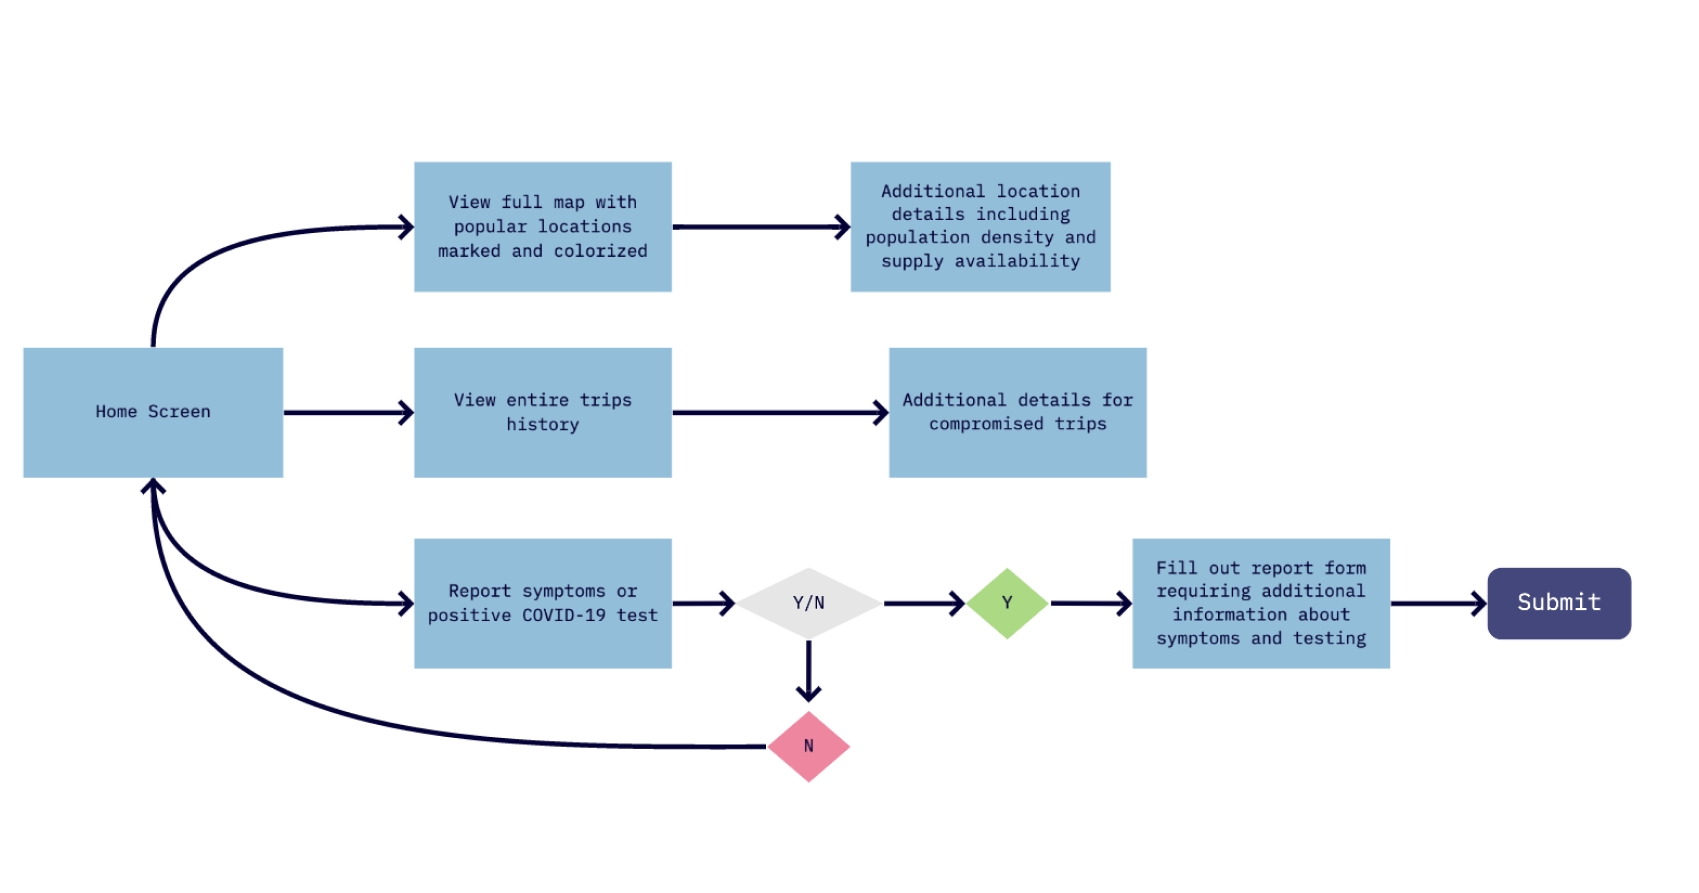 View full map with
popular locations
marked and colorized
Additional location
details including
population density and
supply availability
Home Screen
View entire trips
history
Additional details for
compromised trips
Report symptoms or
positive COVID-19 test
Y/N
Y
Fill out report form
requiring additional
information about
symptoms and testing
Submit
N